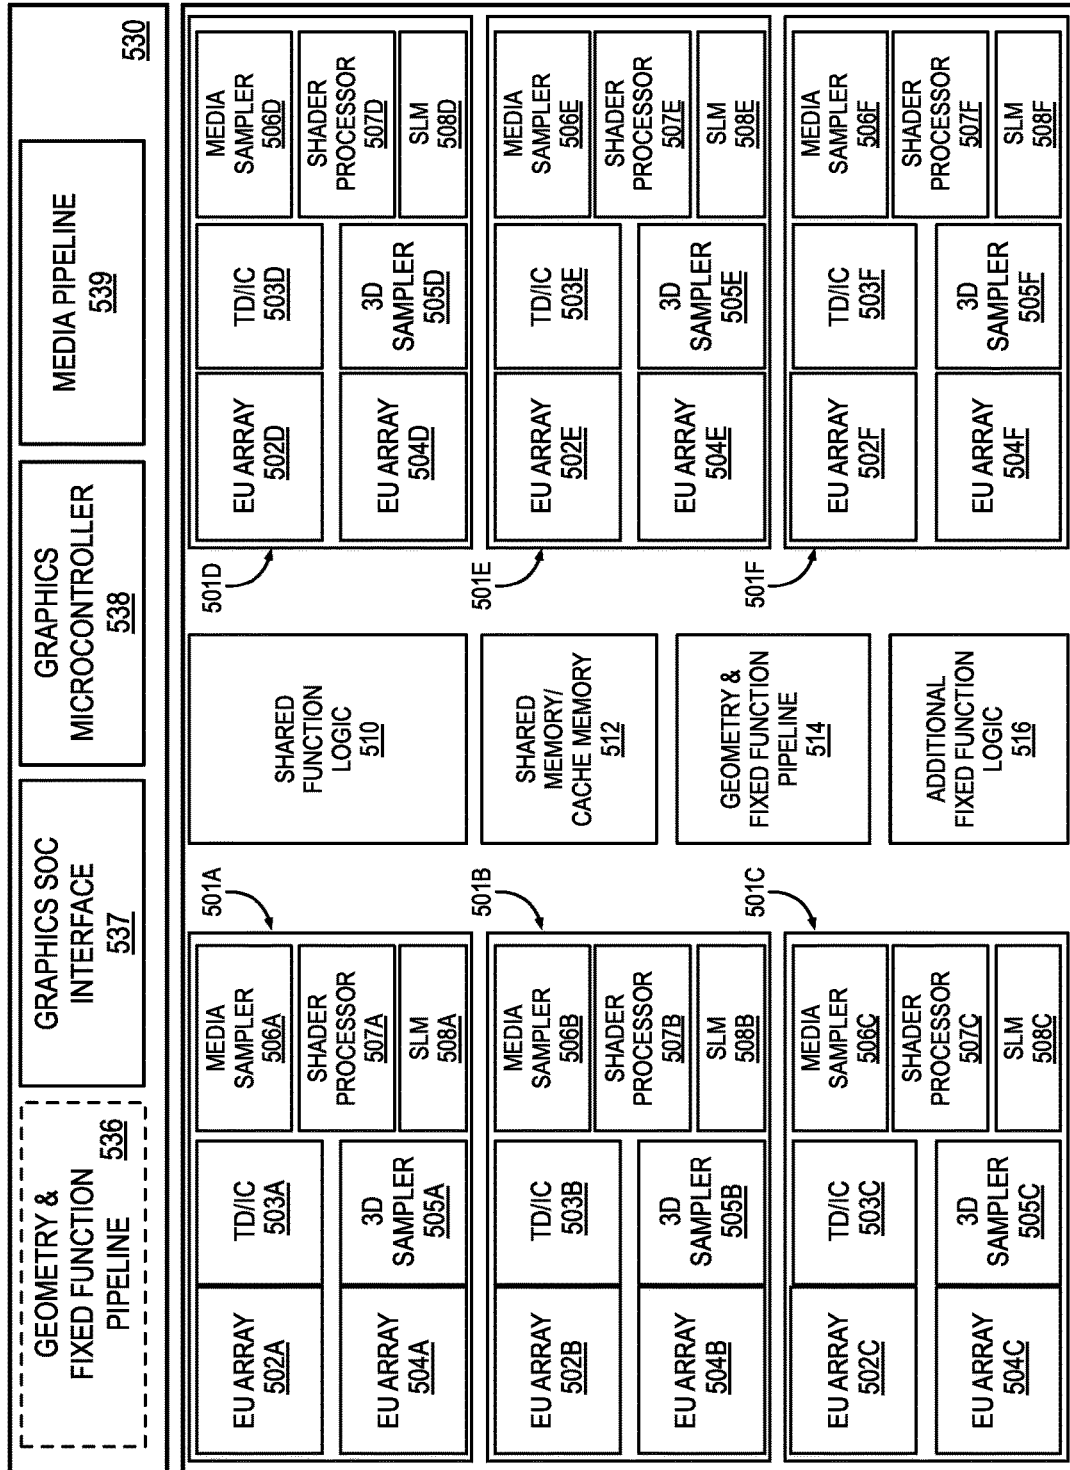 GEOMETRY &
FIXED FUNCTION
PIPELINE
536
GRAPHICS SOC
INTERFACE
537
GRAPHICS
MICROCONTROLLER
538
MEDIA PIPELINE
539
530
EU ARRAY
502A
TD/IC
503A
MEDIA
SAMPLER
506A
SHADER
PROCESSOR
507A
EU ARRAY
504A
3D
SAMPLER
505A
SLM
508A
501A
SHARED
FUNCTION
LOGIC
510
501D
EU ARRAY
502D
TD/IC
503D
MEDIA
SAMPLER
506D
SHADER
PROCESSOR
507D
EU ARRAY
504D
3D
SAMPLER
505D
SLM
508D
EU ARRAY
502B
TD/IC
503B
MEDIA
SAMPLER
506B
SHADER
PROCESSOR
507B
EU ARRAY
504B
3D
SAMPLER
505B
SLM
508B
501B
SHARED
MEMORY/
CACHE MEMORY
512
501E
EU ARRAY
502E
TD/IC
503E
MEDIA
SAMPLER
506E
SHADER
PROCESSOR
507E
EU ARRAY
504E
3D
SAMPLER
505E
SLM
508E
501C
GEOMETRY &
FIXED FUNCTION
PIPELINE
514
501F
EU ARRAY
502C
TD/IC
503C
MEDIA
SAMPLER
506C
SHADER
PROCESSOR
507C
EU ARRAY
504C
3D
SAMPLER
505C
SLM
508C
ADDITIONAL
FIXED FUNCTION
LOGIC
516
EU ARRAY
502F
TD/IC
503F
MEDIA
SAMPLER
506F
SHADER
PROCESSOR
507F
EU ARRAY
504F
3D
SAMPLER
505F
SLM
508F